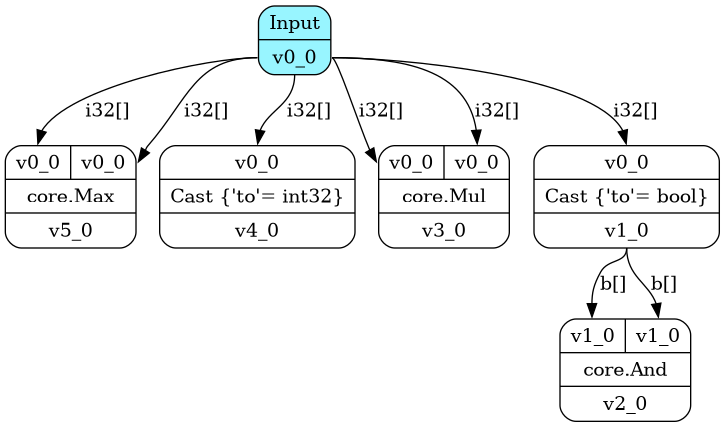 Input
v0_0
i32[] i32[] i32[] i32[] i32[] i32[]
v0_0 v0_0
core.Max
v5_0
v0_0
Cast {'to'= int32}
v4_0
v0_0 v0_0
core.Mul
v3_0
v0_0
Cast {'to'= bool}
v1_0
b[] b[]
v1_0 v1_0
core.And
v2_0